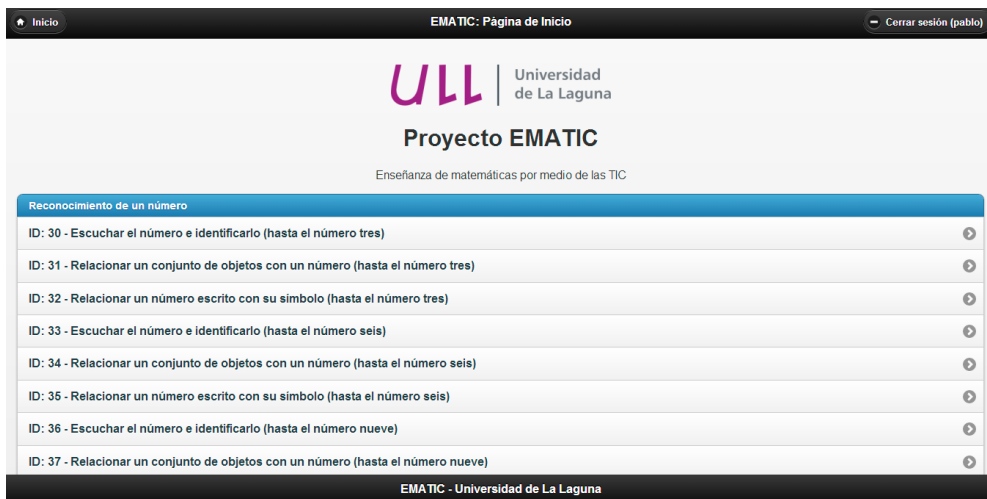 Inicio
EMATIC: Página de Inicio
Cerrar sesión (pablo)
ULL
Universidad
de La Laguna
Proyecto EMATIC
Enseñanza de matemáticas por medio de las TIC
Reconocimiento de un número
ID: 30 - Escuchar el número e identificarlo (hasta el número tres)
ID: 31 - Relacionar un conjunto de objetos con un número (hasta el número tres)
ID: 32 - Relacionar un número escrito con su símbolo (hasta el número tres)
ID: 33 - Escuchar el número e identificarlo (hasta el número seis)
ID: 34 - Relacionar un conjunto de objetos con un número (hasta el número seis)
ID: 35 - Relacionar un número escrito con su símbolo (hasta el número seis)
ID: 36 - Escuchar el número e identificarlo (hasta el número nueve)
ID: 37 - Relacionar un conjunto de objetos con un número (hasta el número nueve)
EMATIC - Universidad de La Laguna